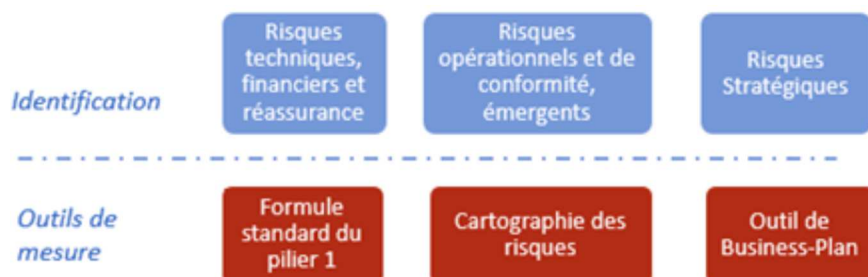 Identification
Risques
techniques,
financiers et
réassurance
Risques
opérationnels et de
conformité,
émergents
Risques
Stratégiques
Outils de
mesure
Formule
standard du
pilier 1
Cartographie des
risques
Outil de
Business-Plan